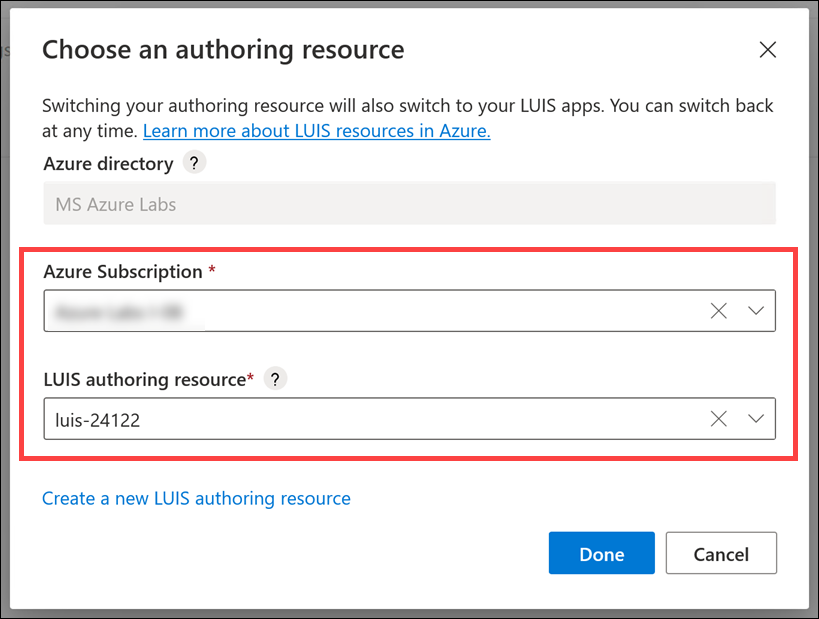 Choose an authoring resource
Switching your authoring resource will also switch to your LUIS apps. You can switch back
at any time. Learn more about LUIS resources in Azure.
Azure directory ?
MS Azure Labs
Azure Subscription *
LUIS authoring resource* ?
luis-24122
Create a new LUIS authoring resource
Done
Cancel